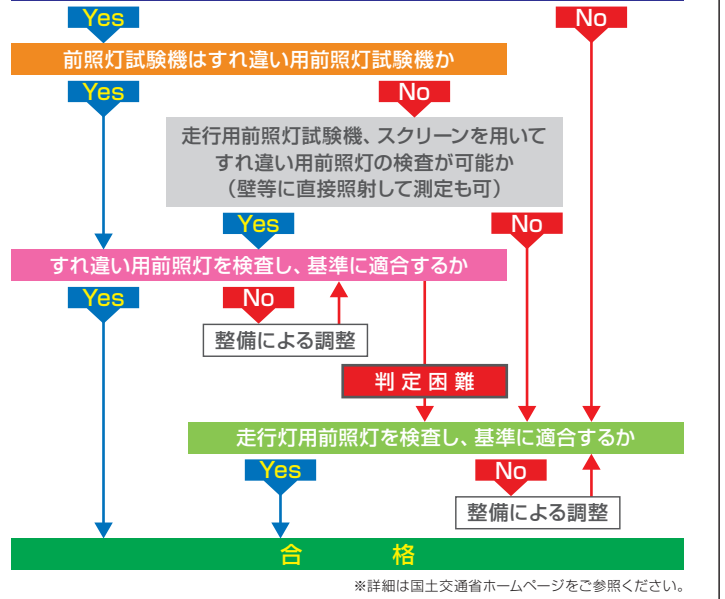 Yes
No
前照灯試験機はすれ違い用前照灯試験機か
Yes
No
走行用前照灯試験機、スクリーンを用いて
すれ違い用前照灯の検査が可能か
（壁等に直接照射して測定も可）
Yes
No
すれ違い用前照灯を検査し、基準に適合するか
Yes
No
整備による調整
判定困難
走行灯用前照灯を検査し、基準に適合するか
Yes
No
整備による調整
合格
※詳細は国土交通省ホームページをご参照ください。